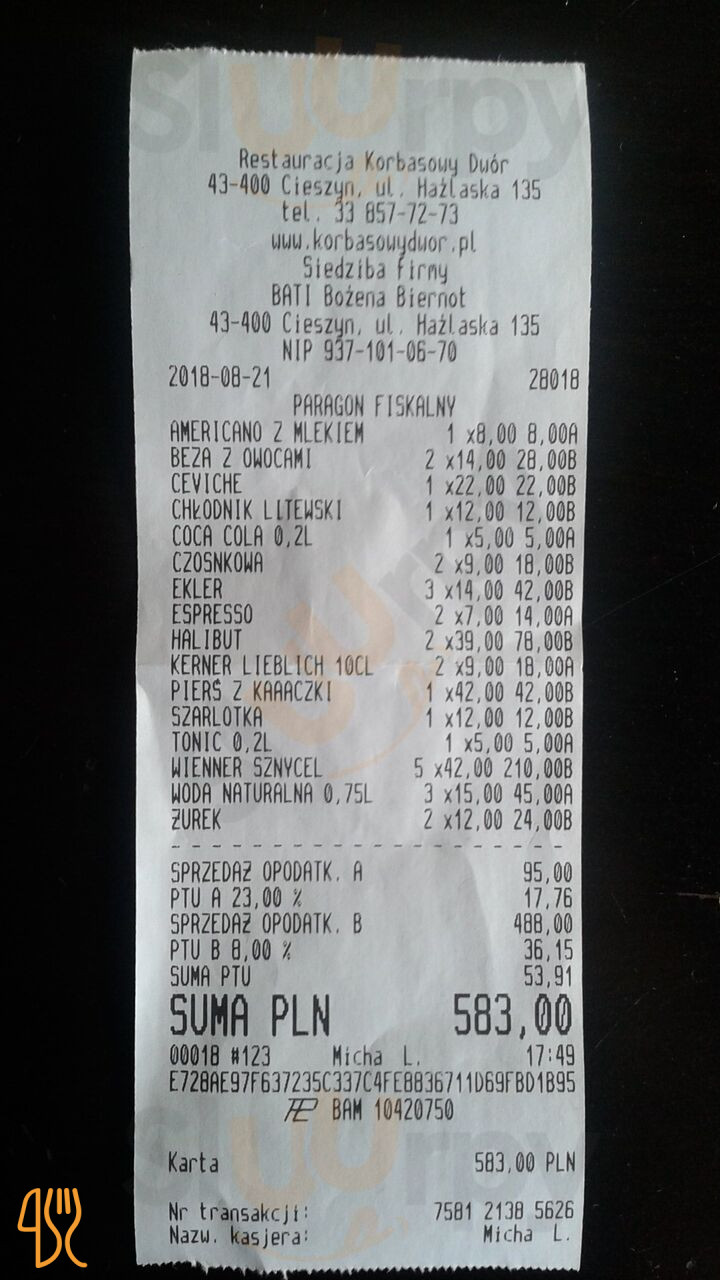 Restauracja Korbasowy Dwór
43-400 Cieszyn, ul. Hażlaska 135
tel. 33 857-72-73
www.korbasowydwor.pl
Siedziba firmy
BATI Bożena Biernot
43-400 Cieszyn, ul. Hażlaska 135
NIP 937-101-06-70
2018-08-21 28018
PARAGON FISKALNY
AMERICANO Z MLEKIEM 1 x8,00 8,00A
BEZA Z OWOCAMI 2 x14,00 28,00B
CEVICHE 1 x22,00 22,00B
CHŁODNIK LITEWSKI 1 x12,00 12,00B
COCA COLA 0,2L 1 x5,00 5,00A
CZOSNKOWA 2 x9,00 18,00B
EKLER 3 x14,00 42,00B
ESPRESSO 2 x7,00 14,00A
HALIBUT 2 x39,00 78,00B
KERNER LIEBLICH 10CL 2 x9,00 18,00A
PIERŚ Z KAAACZKI 1 x42,00 42,00B
SZARLOTKA 1 x12,00 12,00B
TONIC 0,2L 1 x5,00 5,00A
WIENNER SZNYCEL 5 x42,00 210,00B
WODA NATURALNA 0,75L 3 x15,00 45,00A
ŻUREK 2 x12,00 24,00B
SPRZEDAŻ OPODATK. A 95,00
PTU A 23,00 % 17,76
SPRZEDAŻ OPODATK. B 488,00
PTU B 8,00 % 36,15
SUMA PTU 53,91
SUMA PLN 583,00
00018 #123 Micha L. 17:49
E728AE97F637235C337C4FE8836711D69FBD1B95
BAM 10420750
Karta 583,00 PLN
Nr transakcji: 7581 2138 5626
Nazw. kasjera: Micha L.
sluurpy